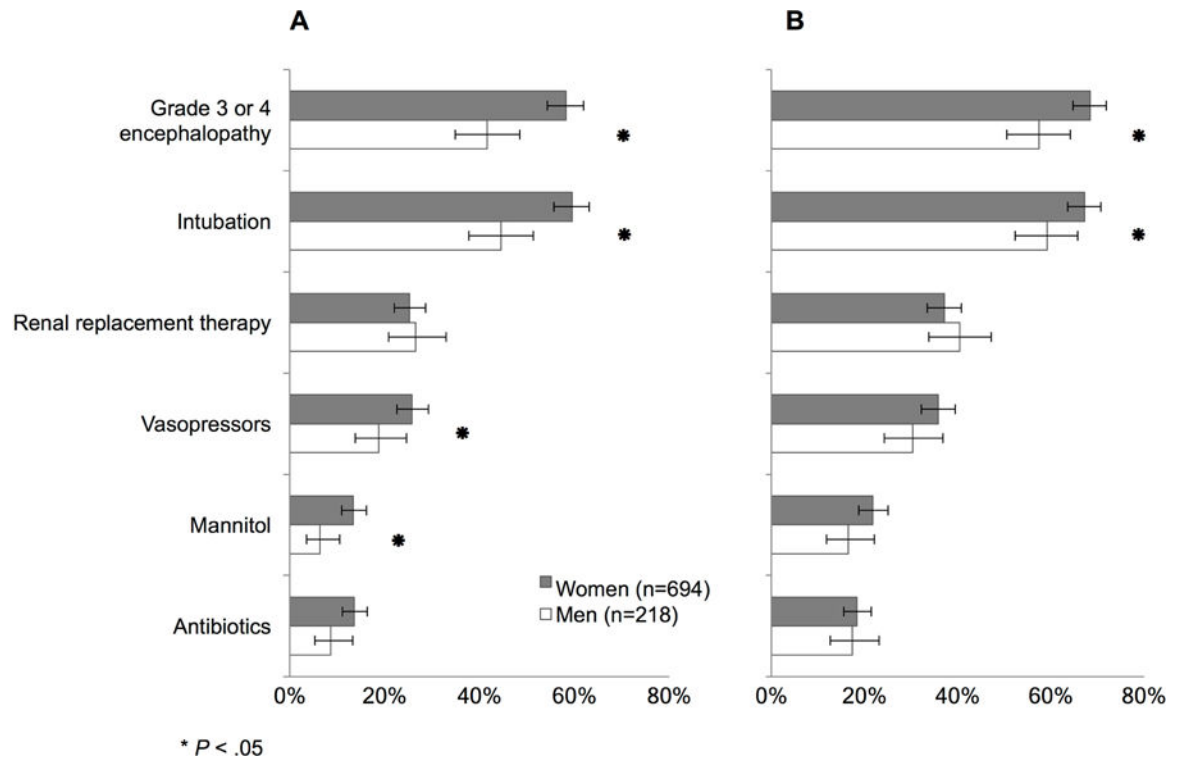 A
B
Grade 3 or 4
encephalopathy
*
*
Intubation
*
*
Renal replacement therapy
Vasopressors
*
Mannitol
*
Women (n=694)
Men (n=218)
Antibiotics
0% 20% 40% 60% 80%
0% 20% 40% 60% 80%
* P < .05